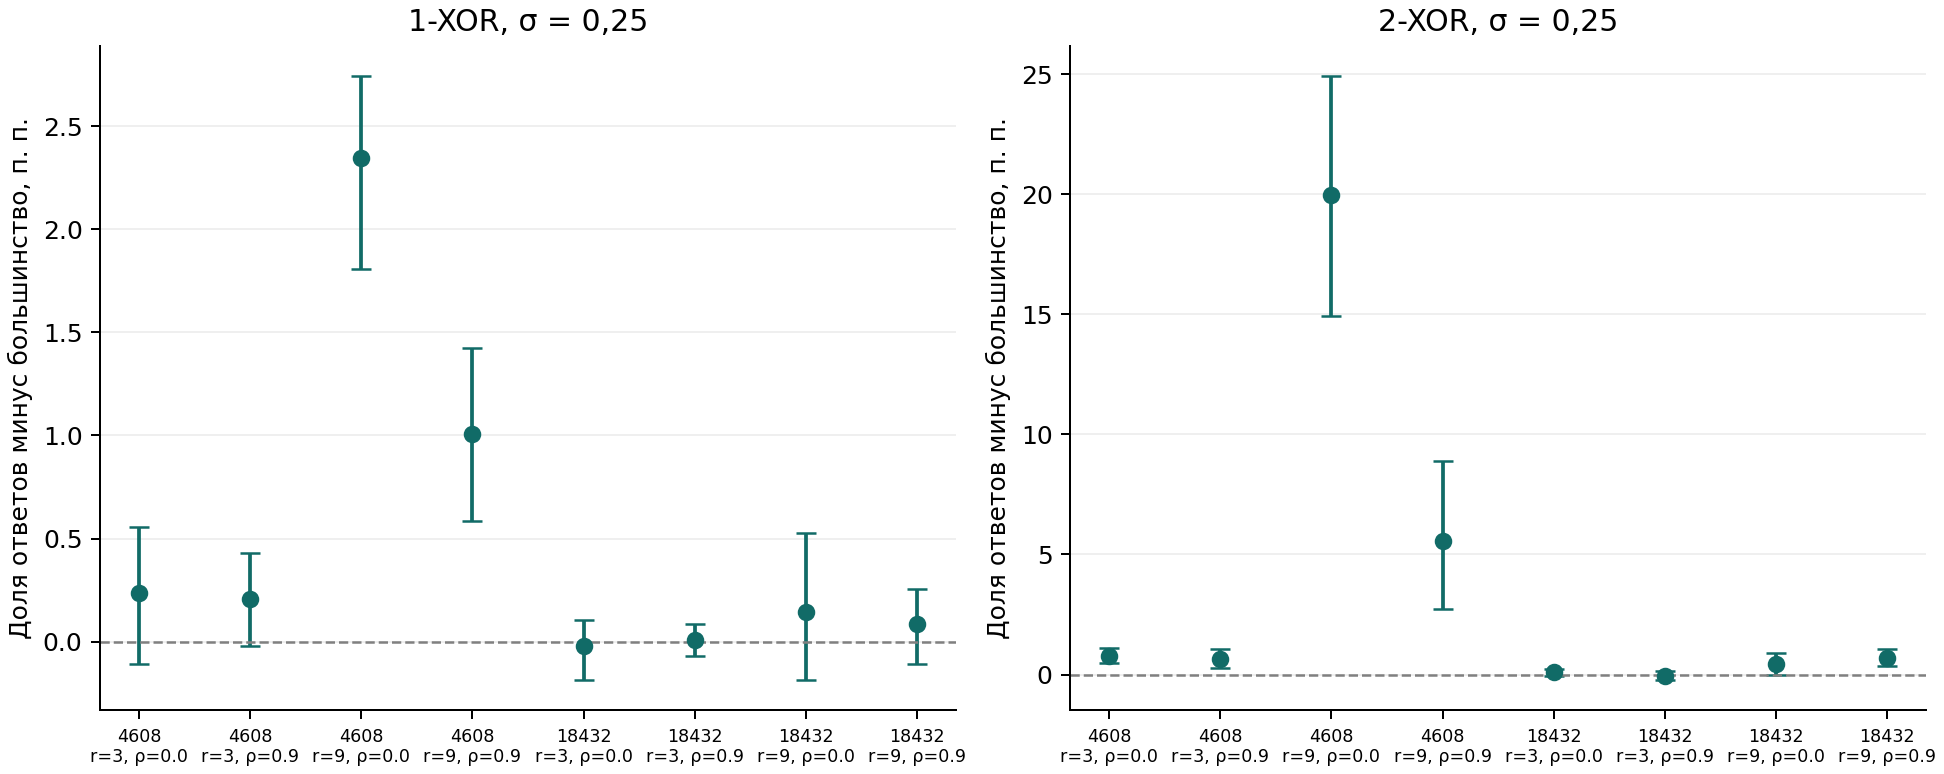 1-XOR, σ = 0,25
Доля ответов минус большинство, п. п.
2.5
2.0
1.5
1.0
0.5
0.0
4608 4608 4608 4608 18432 18432 18432 18432
r=3, ρ=0.0 r=3, ρ=0.9 r=9, ρ=0.0 r=9, ρ=0.9 r=3, ρ=0.0 r=3, ρ=0.9 r=9, ρ=0.0 r=9, ρ=0.9
2-XOR, σ = 0,25
Доля ответов минус большинство, п. п.
25
20
15
10
5
0
4608 4608 4608 4608 18432 18432 18432 18432
r=3, ρ=0.0 r=3, ρ=0.9 r=9, ρ=0.0 r=9, ρ=0.9 r=3, ρ=0.0 r=3, ρ=0.9 r=9, ρ=0.0 r=9, ρ=0.9